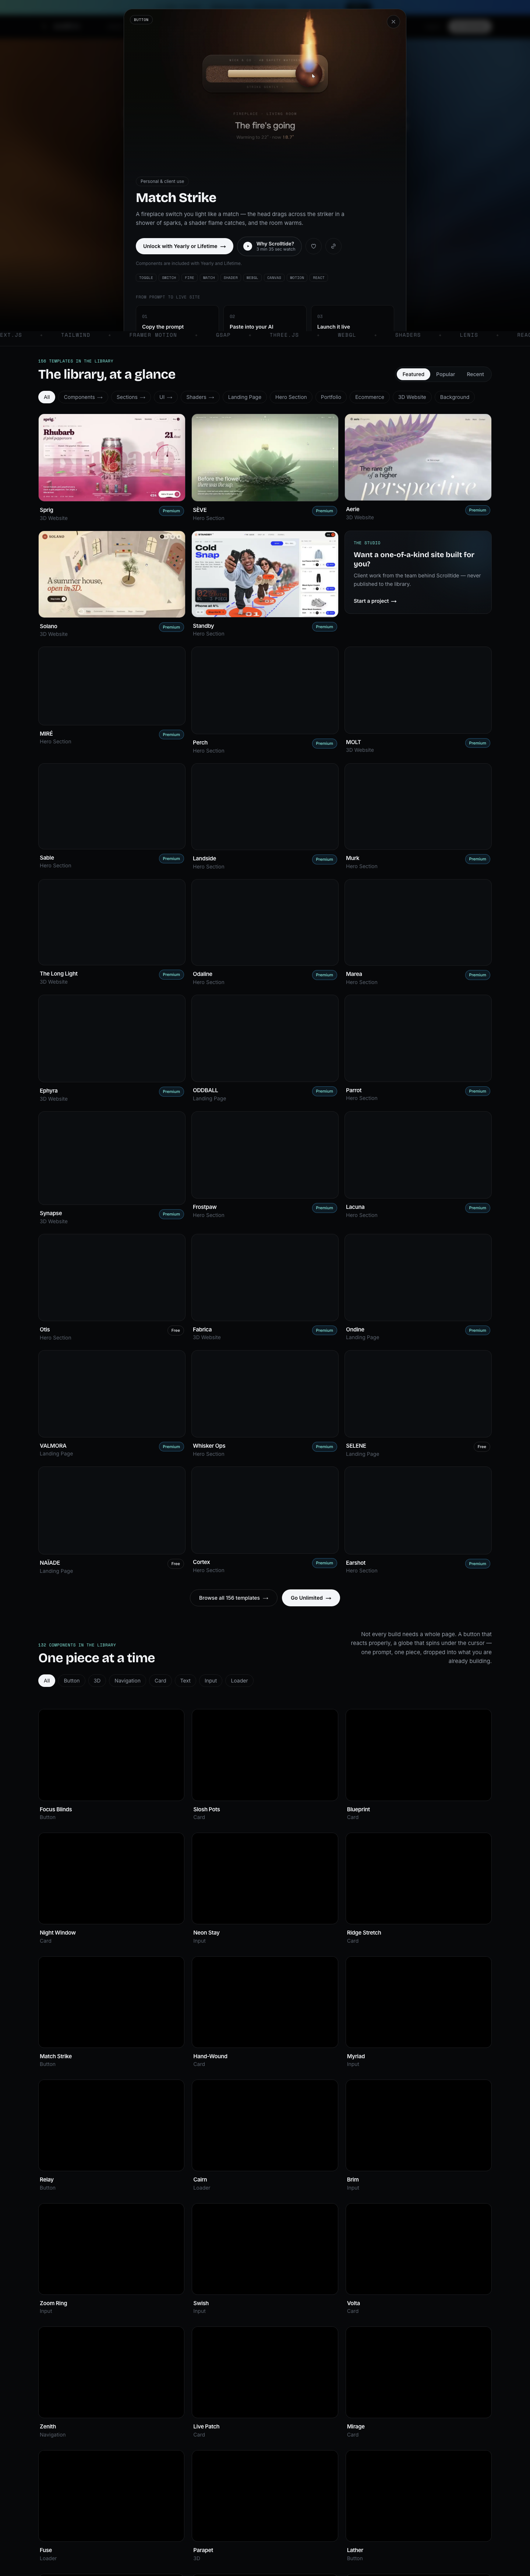 BUTTON
The fire's going
Personal & client use
Match Strike
A fireplace switch you light like a match — the head drags across the striker in a
shower of sparks, a shader flame catches, and the room warms.
Unlock with Yearly or Lifetime →
Why Scrolltide?
3 min 35 sec watch
Components are included with Yearly and Lifetime.
TOGGLE SWITCH FIRE MATCH SHADER WEBGL CANVAS MOTION REACT
FROM PROMPT TO LIVE SITE
01
Copy the prompt
02
Paste into your AI
03
Launch it live
TAILWIND · FRAMER MOTION · GSAP · THREE.JS · WEBGL · SHADERS · LENIS
156 TEMPLATES IN THE LIBRARY
The library, at a glance
Featured Popular Recent
All Components → Sections → UI → Shaders → Landing Page Hero Section Portfolio Ecommerce 3D Website Background
Rhubarb
Before the flower
The rars gift
of a higher
perspective
Sprig
3D Website
Premium
SÈVE
Hero Section
Premium
Aerie
3D Website
Premium
A summer house,
open in 3D.
Cold
Snap
THE STUDIO
Want a one-of-a-kind site built for
you?
Client work from the team behind Scrolltide — never
published to the library.
Start a project →
Solano
3D Website
Premium
Standby
Hero Section
Premium
MIRÉ
Hero Section
Premium
Perch
Hero Section
Premium
MOLT
3D Website
Premium
Sable
Hero Section
Premium
Landside
Hero Section
Premium
Murk
Hero Section
Premium
The Long Light
3D Website
Premium
Odaline
Hero Section
Premium
Marea
Hero Section
Premium
Ephyra
3D Website
Premium
ODDBALL
Landing Page
Premium
Parrot
Hero Section
Premium
Synapse
3D Website
Premium
Frostpaw
Hero Section
Premium
Lacuna
Hero Section
Premium
Otis
Hero Section
Free
Fabrica
3D Website
Premium
Ondine
Landing Page
Premium
VALMORA
Landing Page
Premium
Whisker Ops
Hero Section
Premium
SELENE
Landing Page
Free
NAÏADE
Landing Page
Free
Cortex
Hero Section
Premium
Earshot
Hero Section
Premium
Browse all 156 templates →
Go Unlimited →
132 COMPONENTS IN THE LIBRARY
One piece at a time
Not every build needs a whole page. A button that
reacts properly, a globe that spins under the cursor —
one prompt, one piece, dropped into what you are
already building.
All Button 3D Navigation Card Text Input Loader
Focus Blinds
Button
Slosh Pots
Card
Blueprint
Card
Night Window
Card
Neon Stay
Input
Ridge Stretch
Card
Match Strike
Button
Hand-Wound
Card
Myriad
Input
Relay
Button
Cairn
Loader
Brim
Input
Zoom Ring
Input
Swish
Input
Volta
Card
Zenith
Navigation
Live Patch
Card
Mirage
Card
Fuse
Loader
Parapet
3D
Lather
Button